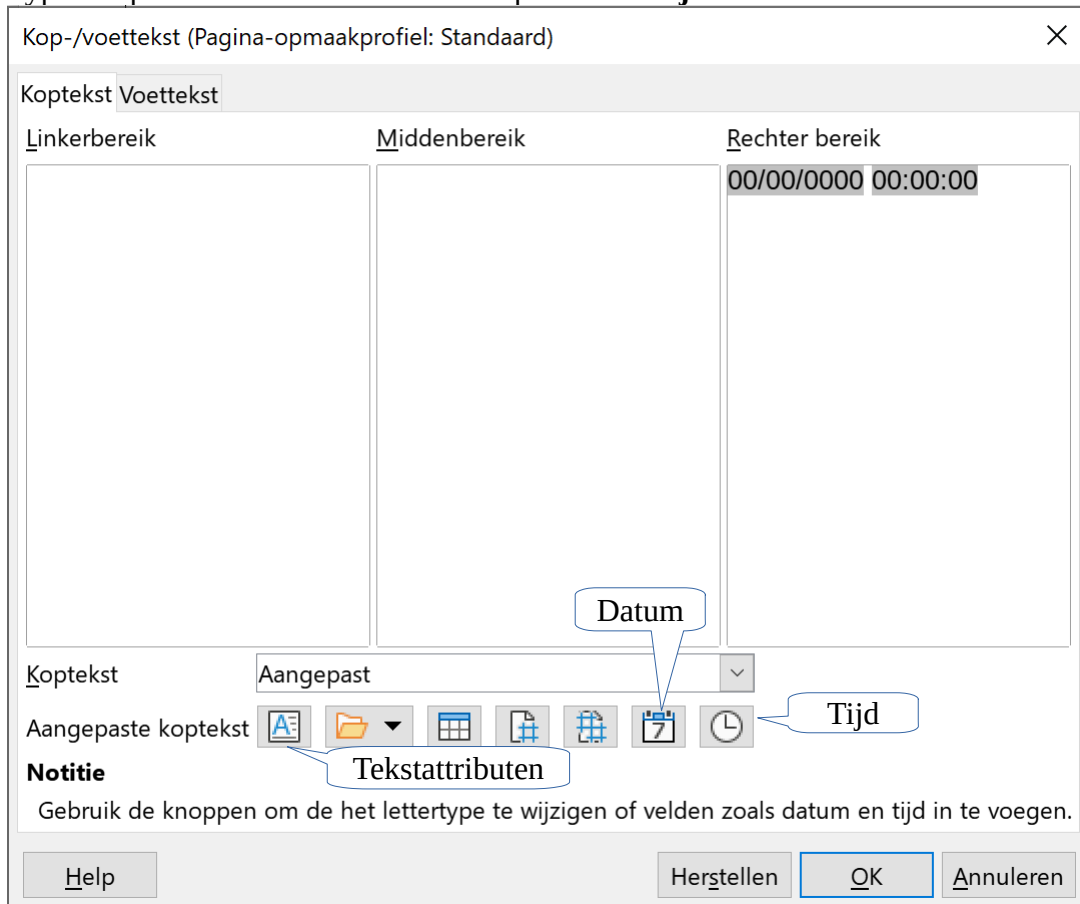 Kop-/voettekst (Pagina-opmaakprofiel: Standaard)
Koptekst Voettekst
Linkerbereik Middenbereik Rechter bereik
00/00/0000 00:00:00
Datum
Koptekst Aangepast
Aangepaste koptekst 7 Tijd
Tekstattributen
Notitie
Gebruik de knoppen om de het lettertype te wijzigen of velden zoals datum en tijd in te voegen.
Help Herstellen OK Annuleren